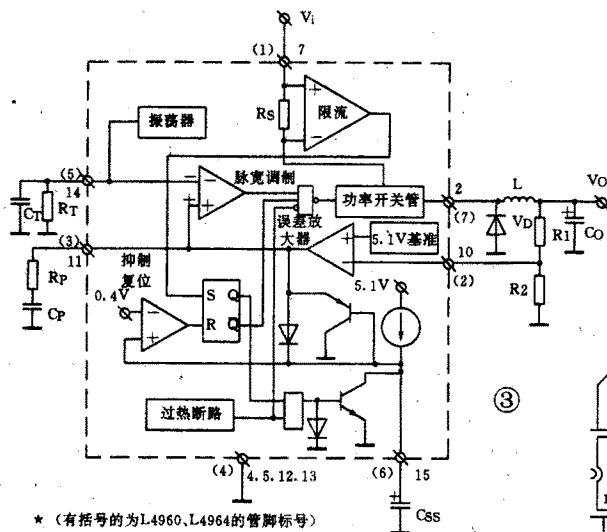 Vi
(1) 7
振荡器
RS
+
限流
−
(5)
14
CT
RT
−
+
脉宽调制
功率开关管
2
(7)
L
VO
VD
R1
+
CO
(3)
11
误差放
大器
+
5.1V基准
−
10
(2)
RP
CP
抑制
复位
0.4V
−
+
S Q
R Q
5.1V
R2
过热断路
③
(4) 4.5.12.13
(6) 15
+
CSS
★ (有括号的为L4960、L4964的管脚标号)